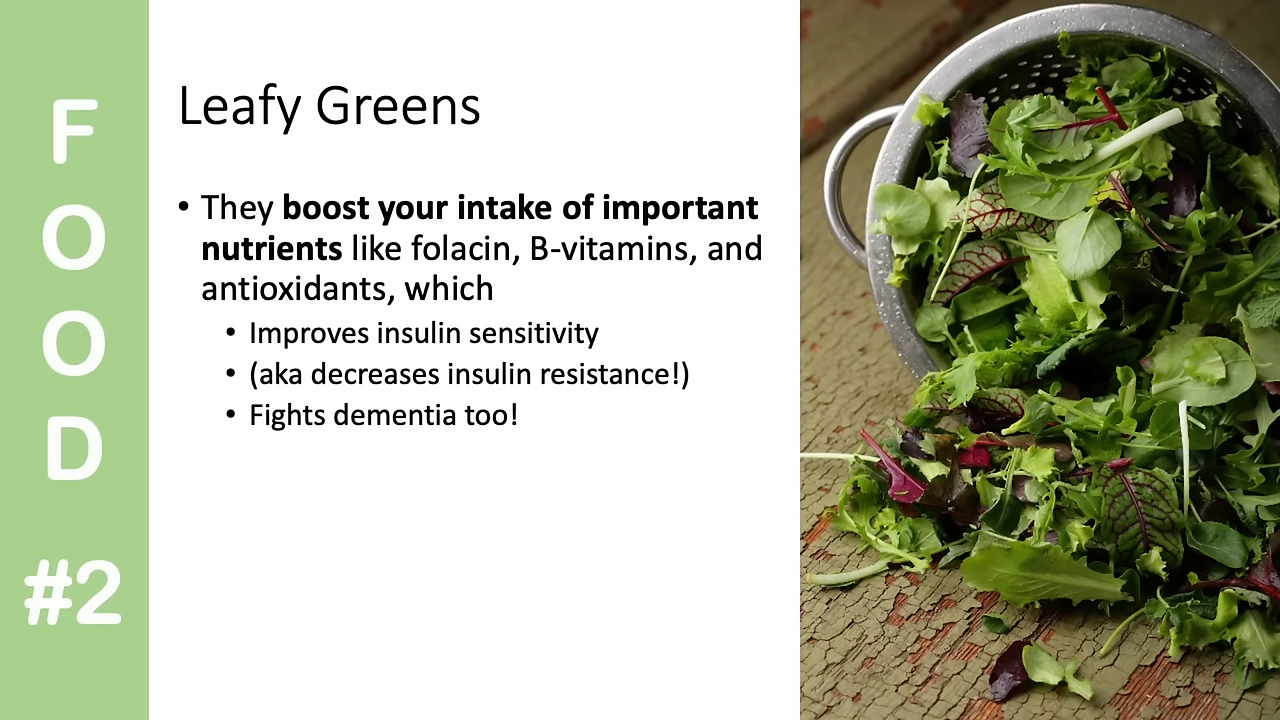 FOOD
#2
Leafy Greens
• They boost your intake of important
nutrients like folacin, B-vitamins, and
antioxidants, which
• Improves insulin sensitivity
• (aka decreases insulin resistance!)
• Fights dementia too!